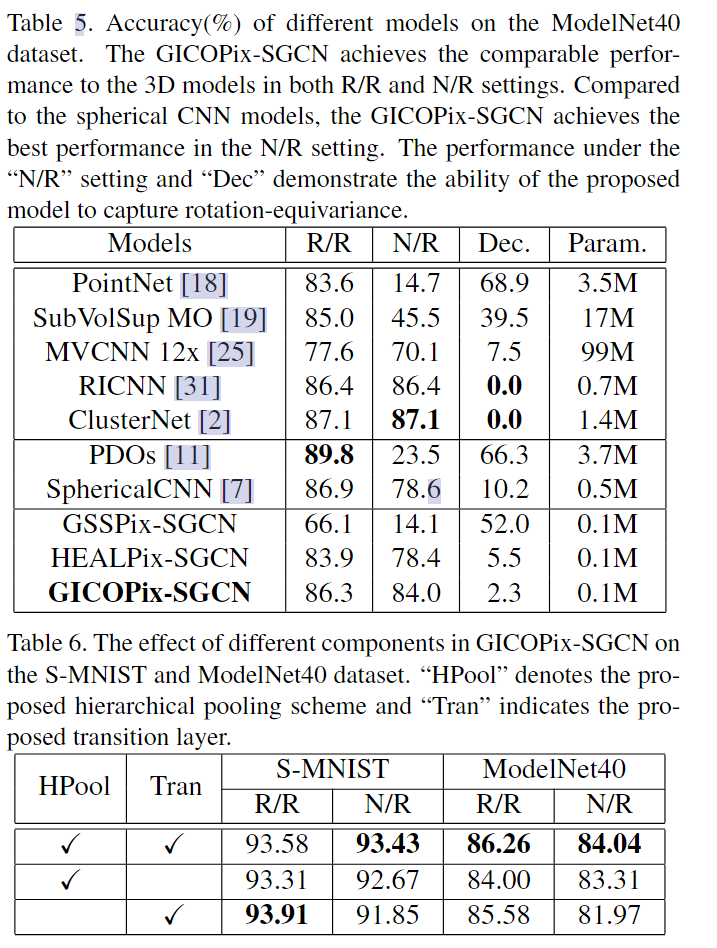 Table 5. Accuracy(%) of different models on the ModelNet40
dataset. The GICOPix-SGCN achieves the comparable perfor-
mance to the 3D models in both R/R and N/R settings. Compared
to the spherical CNN models, the GICOPix-SGCN achieves the
best performance in the N/R setting. The performance under the
“N/R” setting and “Dec” demonstrate the ability of the proposed
model to capture rotation-equivariance.
Models R/R N/R Dec. Param.
PointNet [18] 83.6 14.7 68.9 3.5M
SubVolSup MO [19] 85.0 45.5 39.5 17M
MVCNN 12x [25] 77.6 70.1 7.5 99M
RICNN [31] 86.4 86.4 0.0 0.7M
ClusterNet [2] 87.1 87.1 0.0 1.4M
PDOs [11] 89.8 23.5 66.3 3.7M
SphericalCNN [7] 86.9 78.6 10.2 0.5M
GSSPix-SGCN 66.1 14.1 52.0 0.1M
HEALPix-SGCN 83.9 78.4 5.5 0.1M
GICOPix-SGCN 86.3 84.0 2.3 0.1M
Table 6. The effect of different components in GICOPix-SGCN on
the S-MNIST and ModelNet40 dataset. “HPool” denotes the pro-
posed hierarchical pooling scheme and “Tran” indicates the pro-
posed transition layer.
HPool Tran S-MNIST ModelNet40
R/R N/R R/R N/R
✓ ✓ 93.58 93.43 86.26 84.04
✓ 93.31 92.67 84.00 83.31
✓ 93.91 91.85 85.58 81.97